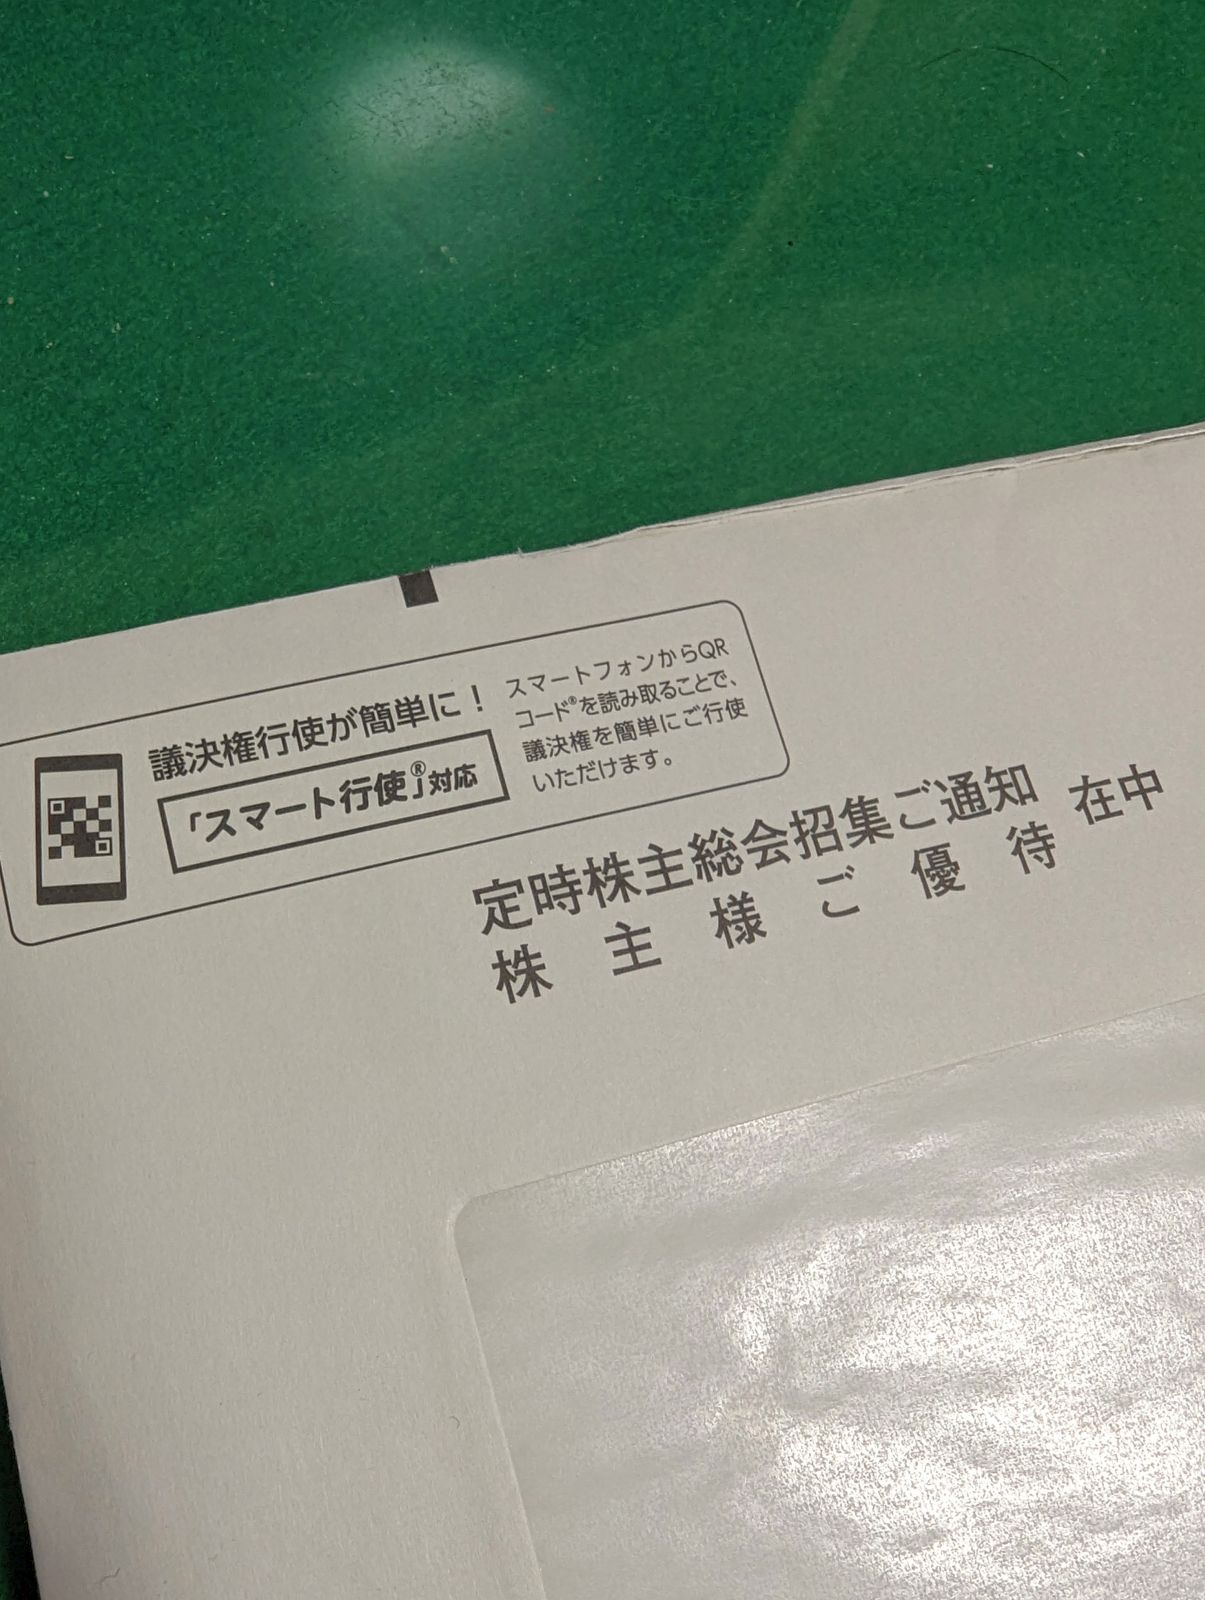 議決権行使が簡単に！
「スマート行使®」対応
スマートフォンからQR
コード®を読み取ることで、
議決権を簡単にご行使
いただけます。
定時株主総会招集ご通知
株主様ご優待
在中